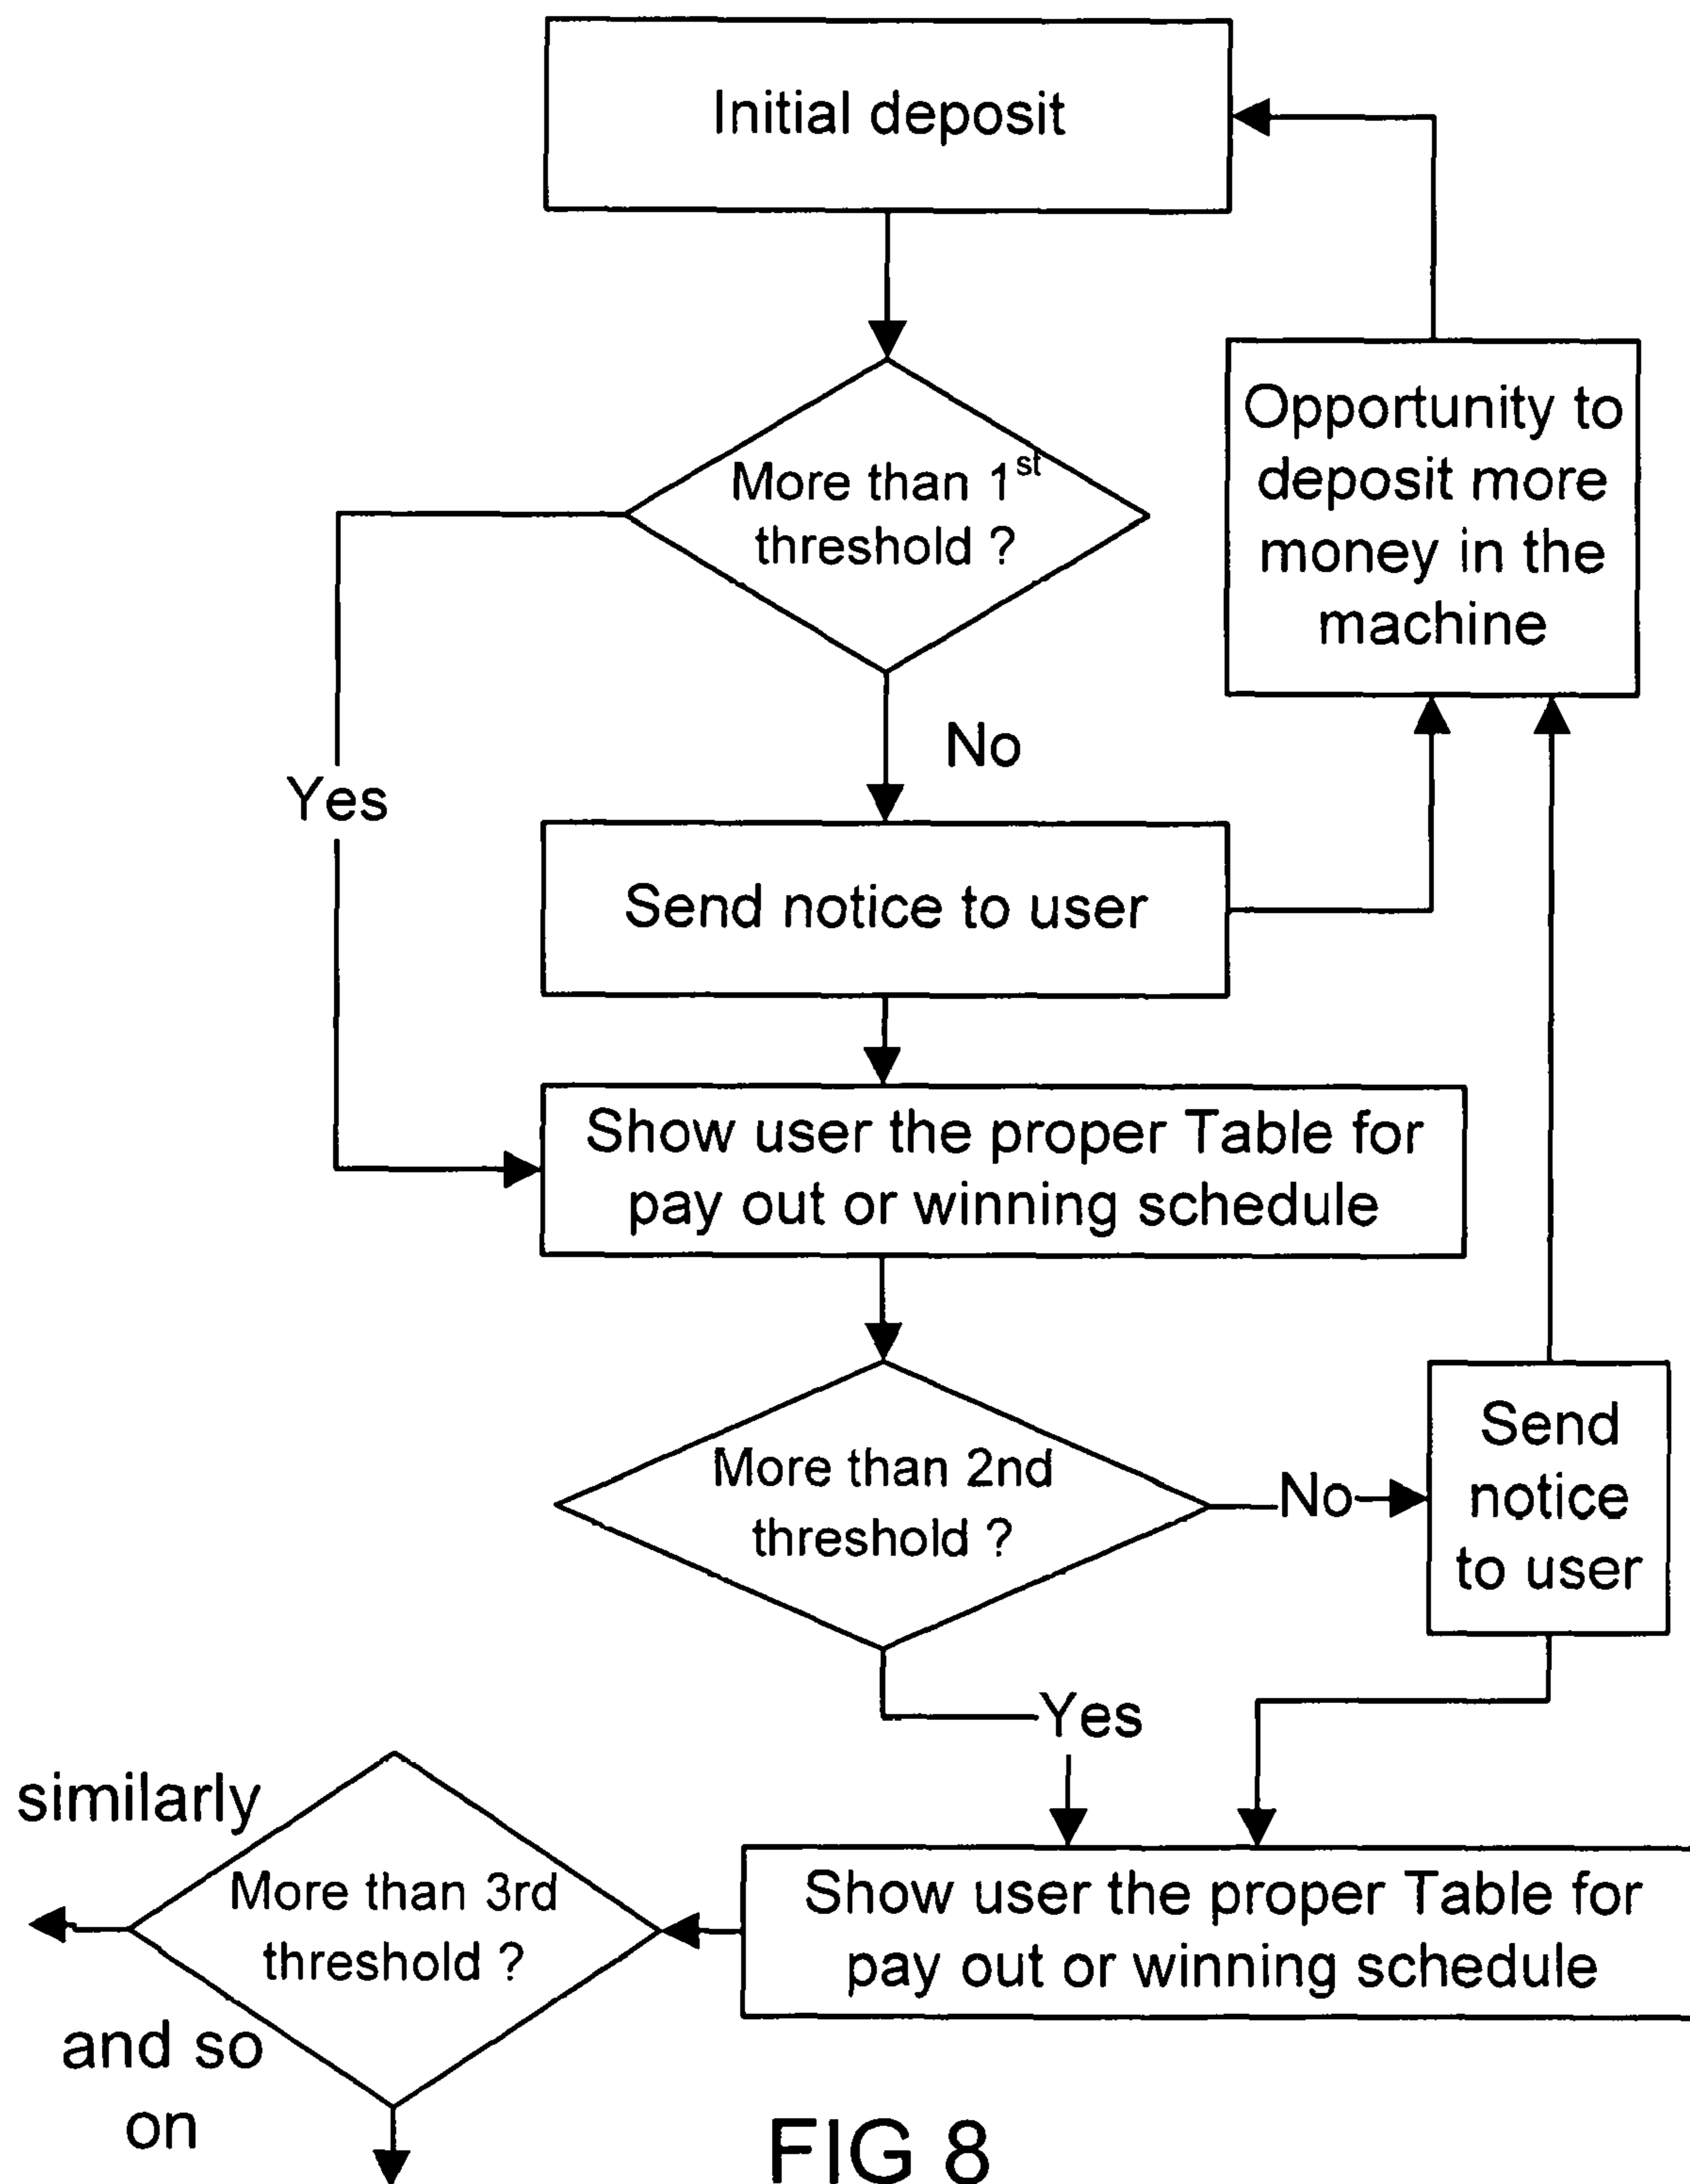 Initial deposit
Opportunity to
deposit more
money in the
machine
More than 1st
threshold ?
No
Yes
Send notice to user
Show user the proper Table for
pay out or winning schedule
More than 2nd
threshold ?
No
Send
notice
to user
Yes
similarly
More than 3rd
threshold ?
Show user the proper Table for
pay out or winning schedule
and so
on
FIG 8